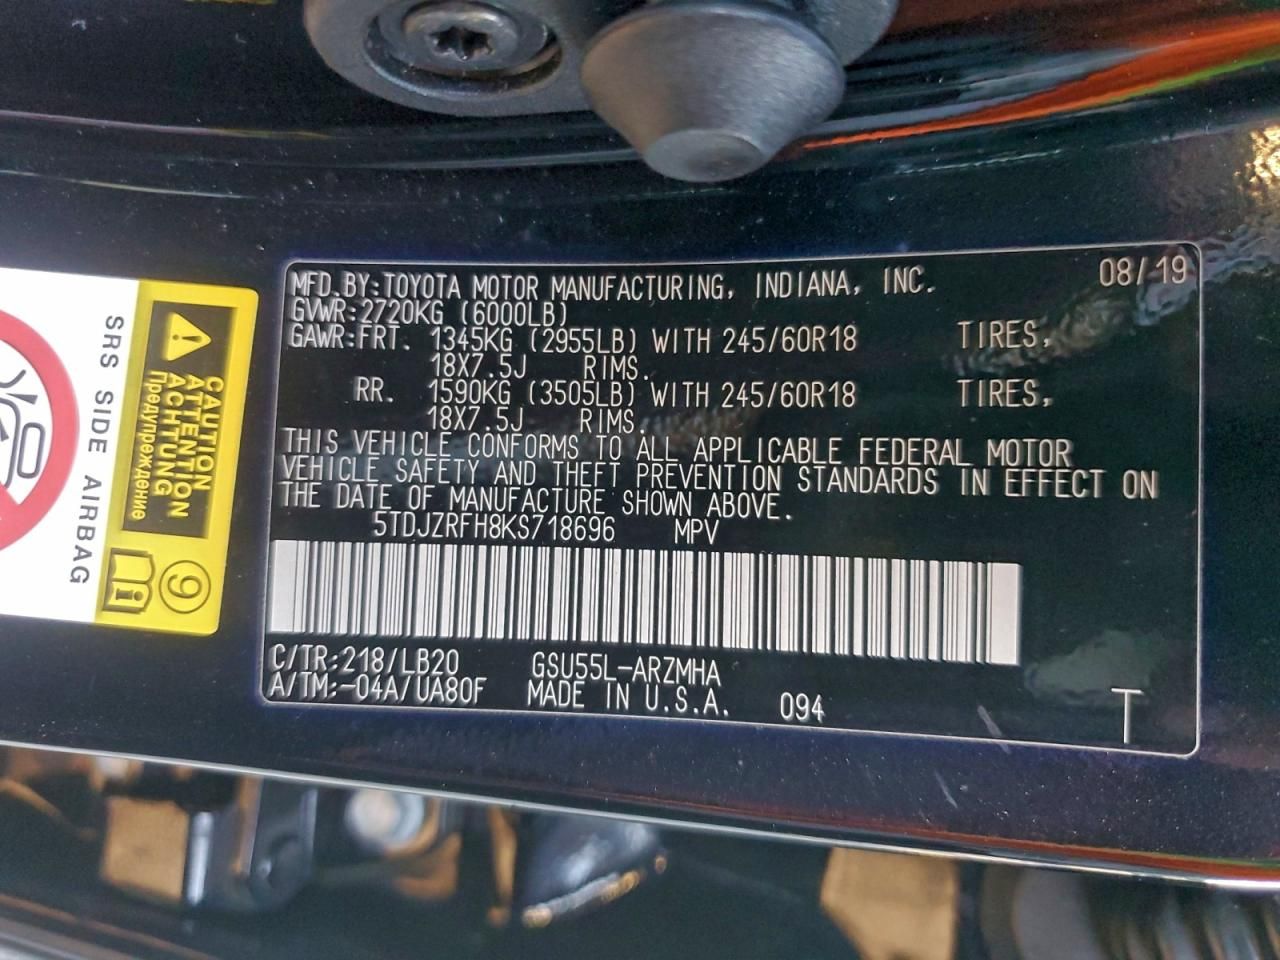 MFD.BY:TOYOTA MOTOR MANUFACTURING, INDIANA, INC. 08/19
GVWR:2720KG (6000LB)
GAWR:FRT. 1345KG (2955LB) WITH 245/60R18 TIRES,
18X7.5J RIMS.
RR. 1590KG (3505LB) WITH 245/60R18 TIRES,
18X7.5J RIMS.
THIS VEHICLE CONFORMS TO ALL APPLICABLE FEDERAL MOTOR
VEHICLE SAFETY AND THEFT PREVENTION STANDARDS IN EFFECT ON
THE DATE OF MANUFACTURE SHOWN ABOVE.
5TDJZRFH8KS718696 MPV
C/TR:218/LB20 GSU55L-ARZMHA
A/TM:-04A/UA80F MADE IN U.S.A. 094 T
CAUTION
ATTENTION
ACHTUNG
Предупреждение
SRS SIDE AIRBAG
9